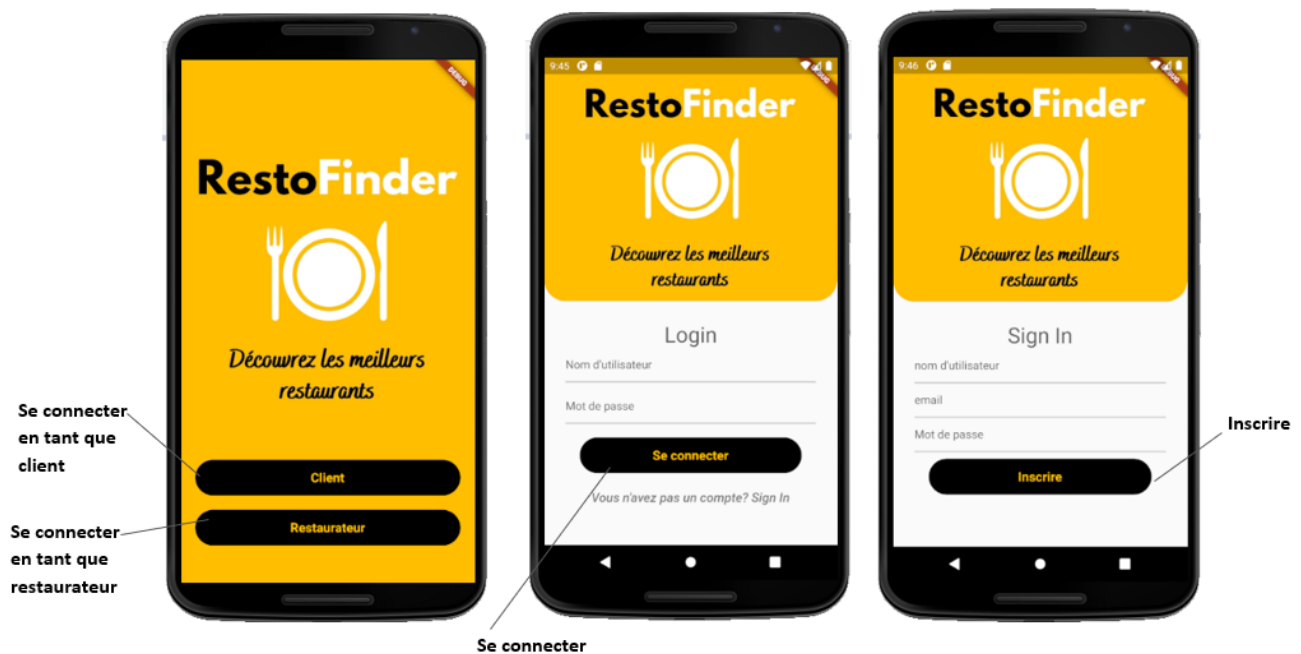 DEBUG
RestoFinder
Découvrez les meilleurs
restaurants
Client
Restaurateur
Se connecter
en tant que
client
Se connecter
en tant que
restaurateur
9:45
DEBUG
RestoFinder
Découvrez les meilleurs
restaurants
Login
Nom d'utilisateur
Mot de passe
Se connecter
Vous n'avez pas un compte? Sign In
Se connecter
9:46
DEBUG
RestoFinder
Découvrez les meilleurs
restaurants
Sign In
nom d'utilisateur
email
Mot de passe
Inscrire
Inscrire